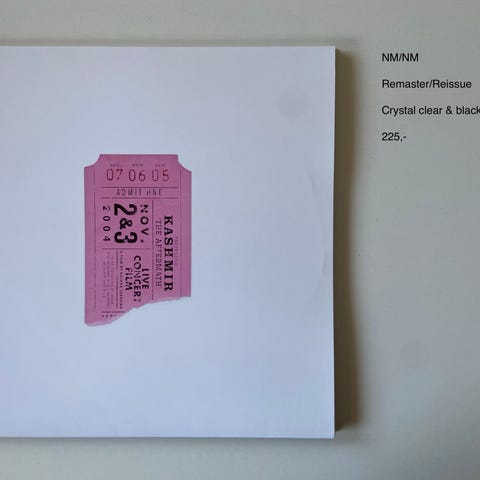 NM/NM
Remaster/Reissue
Crystal clear & black
225,-
07 06 05
ADMIT ONE
KASHMIR
THE AFTERMATH
LIVE
CONCERT
FILM
NOV.
2&3
2004